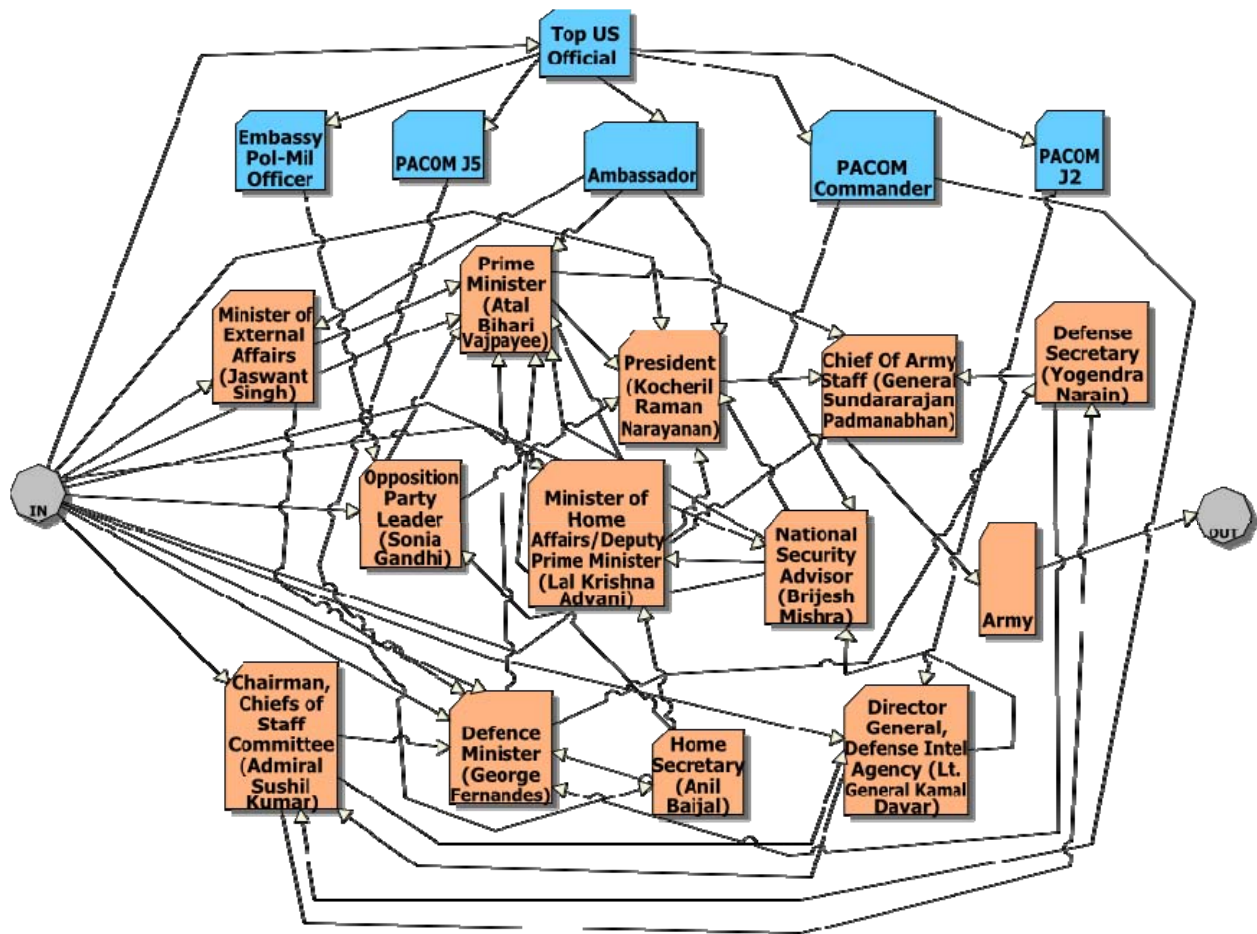 Top US
Official
Embassy
Pol-Mil
Officer
PACOM J5
Ambassador
PACOM
Commander
PACOM
J2
Prime
Minister
(Atal
Bihari
Vajpayee)
Minister of
External
Affairs
(Jaswant
Singh)
President
(Kocheril
Raman
Narayanan)
Chief Of Army
Staff (General
Sundararajan
Padmanabhan)
Defense
Secretary
(Yogendra
Narain)
IN
Opposition
Party
Leader
(Sonia
Gandhi)
Minister of
Home
Affairs/Deputy
Prime Minister
(Lal Krishna
Advani)
National
Security
Advisor
(Brijesh
Mishra)
Army
OUT
Chairman,
Chiefs of
Staff
Committee
(Admiral
Sushil
Kumar)
Defence
Minister
(George
Fernandes)
Home
Secretary
(Anil
Baijal)
Director
General,
Defense Intel
Agency (Lt.
General Kamal
Davar)